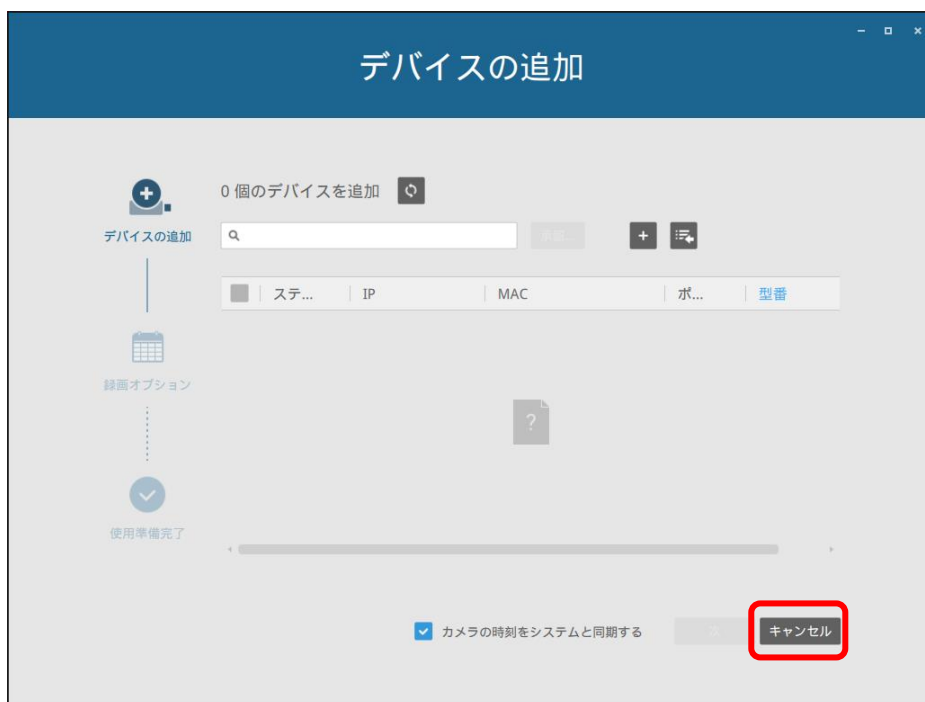 デバイスの追加
0 個のデバイスを追加
デバイスの追加
ステ... IP MAC ポ... 型番
録画オプション
使用準備完了
カメラの時刻をシステムと同期する
キャンセル